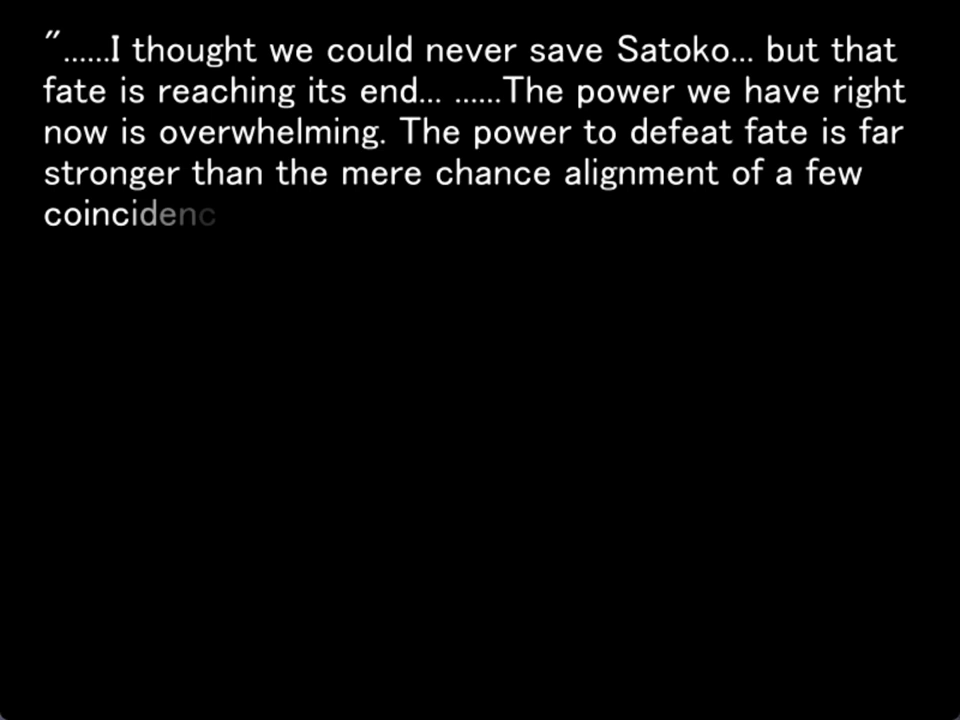 "......I thought we could never save Satoko... but that
fate is reaching its end... ......The power we have right
now is overwhelming. The power to defeat fate is far
stronger than the mere chance alignment of a few
coincidenc